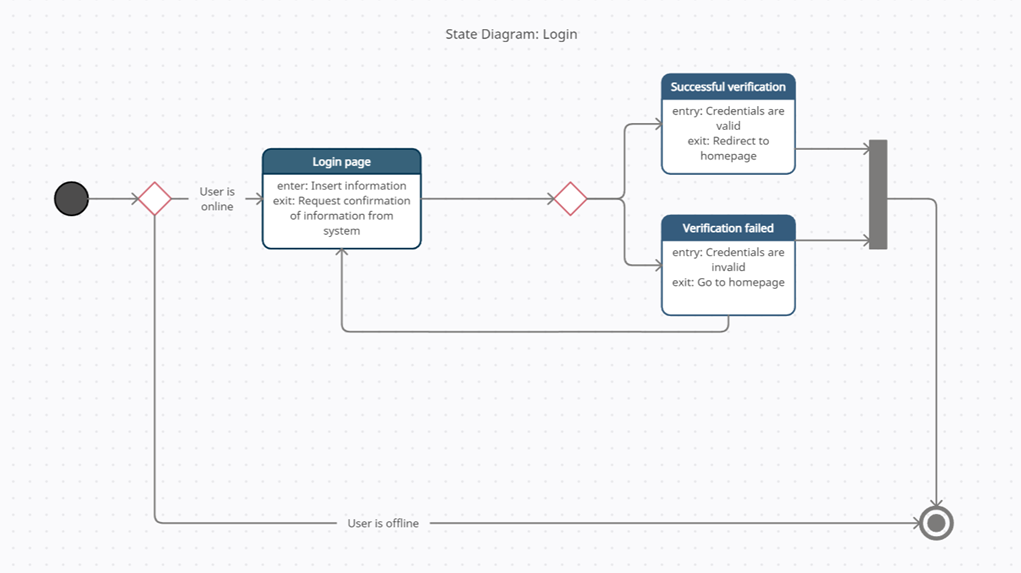 State Diagram: Login
Successful verification
entry: Credentials are
valid
exit: Redirect to
homepage
Login page
enter: Insert information
exit: Request confirmation
of information from
system
User is
online
Verification failed
entry: Credentials are
invalid
exit: Go to homepage
User is offline